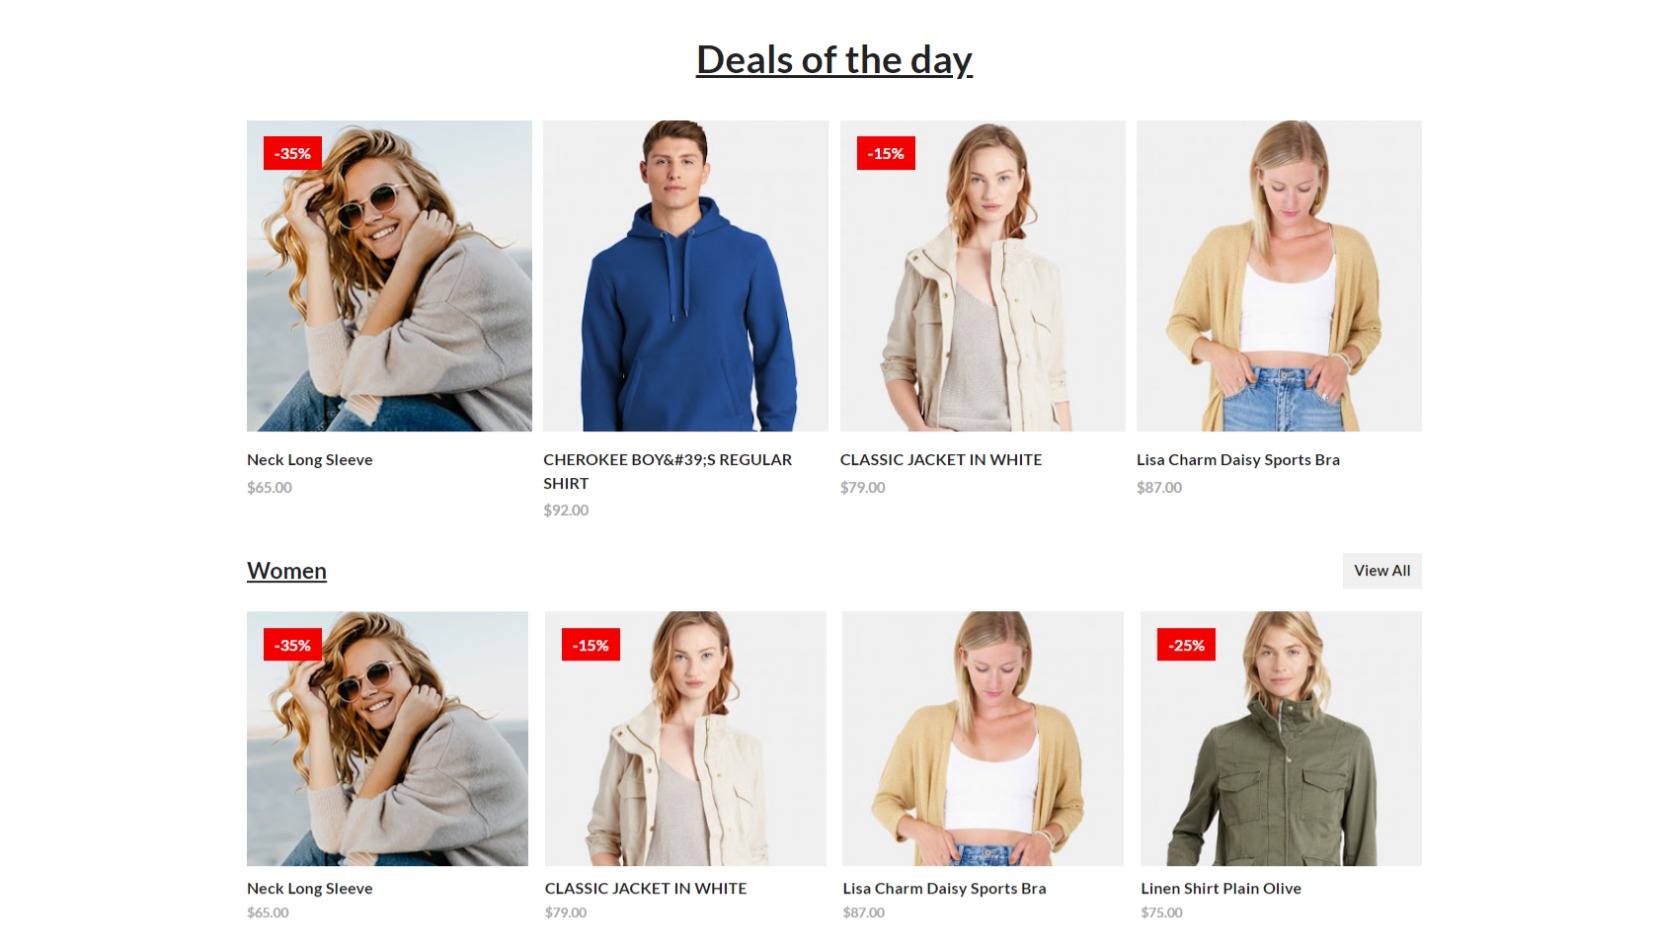 Deals of the day
-35%
-15%
Neck Long Sleeve
CHEROKEE BOY&#39;S REGULAR
SHIRT
CLASSIC JACKET IN WHITE
Lisa Charm Daisy Sports Bra
$65.00
$92.00
$79.00
$87.00
Women
View All
-35%
-15%
-25%
Neck Long Sleeve
CLASSIC JACKET IN WHITE
Lisa Charm Daisy Sports Bra
Linen Shirt Plain Olive
$65.00
$79.00
$87.00
$75.00